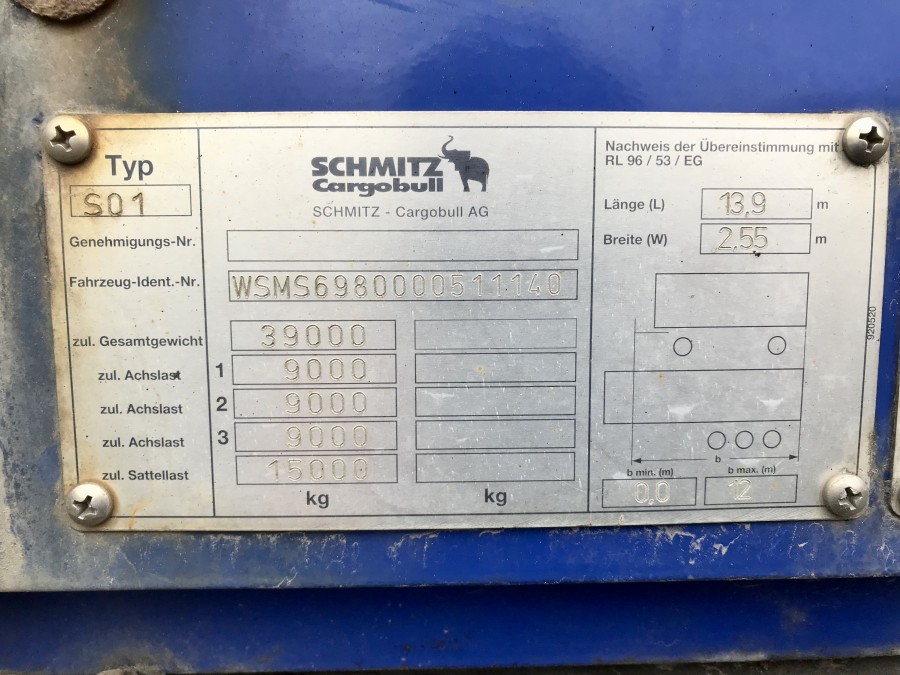 Typ
S01
SCHMITZ
Cargobull
SCHMITZ - Cargobull AG
Genehmigungs-Nr.
Fahrzeug-Ident.-Nr. WSMS6980000511140
zul. Gesamtgewicht 39000
zul. Achslast 1 9000
zul. Achslast 2 9000
zul. Achslast 3 9000
zul. Sattellast 15000
kg kg
Nachweis der Übereinstimmung mit
RL 96 / 53 / EG
Länge (L) 13,9 m
Breite (W) 2.55 m
b
b min. (m) b max. (m)
0.0 12
920520